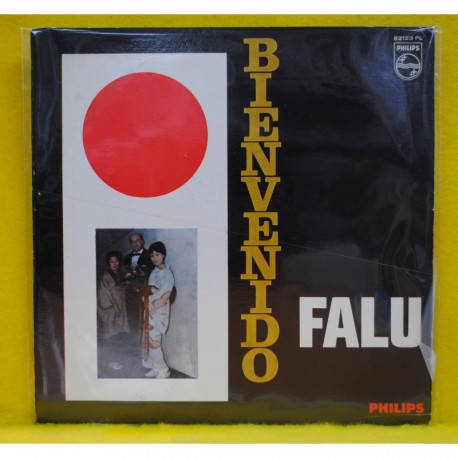 82123 PL
PHILIPS
BIENVENIDO
FALU
PHILIPS